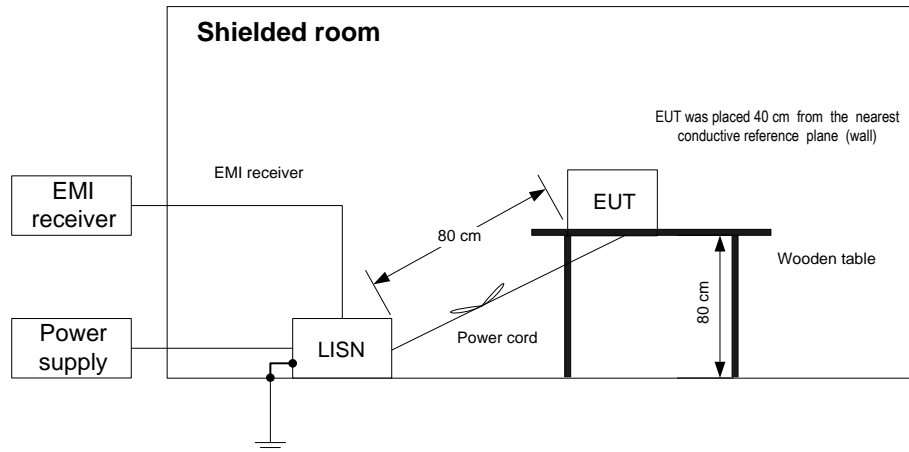 Shielded room
EUT was placed 40 cm from the nearest
conductive reference plane (wall)
EMI receiver
EMI
receiver
EUT
80 cm
Wooden table
80 cm
Power
supply
LISN
Power cord